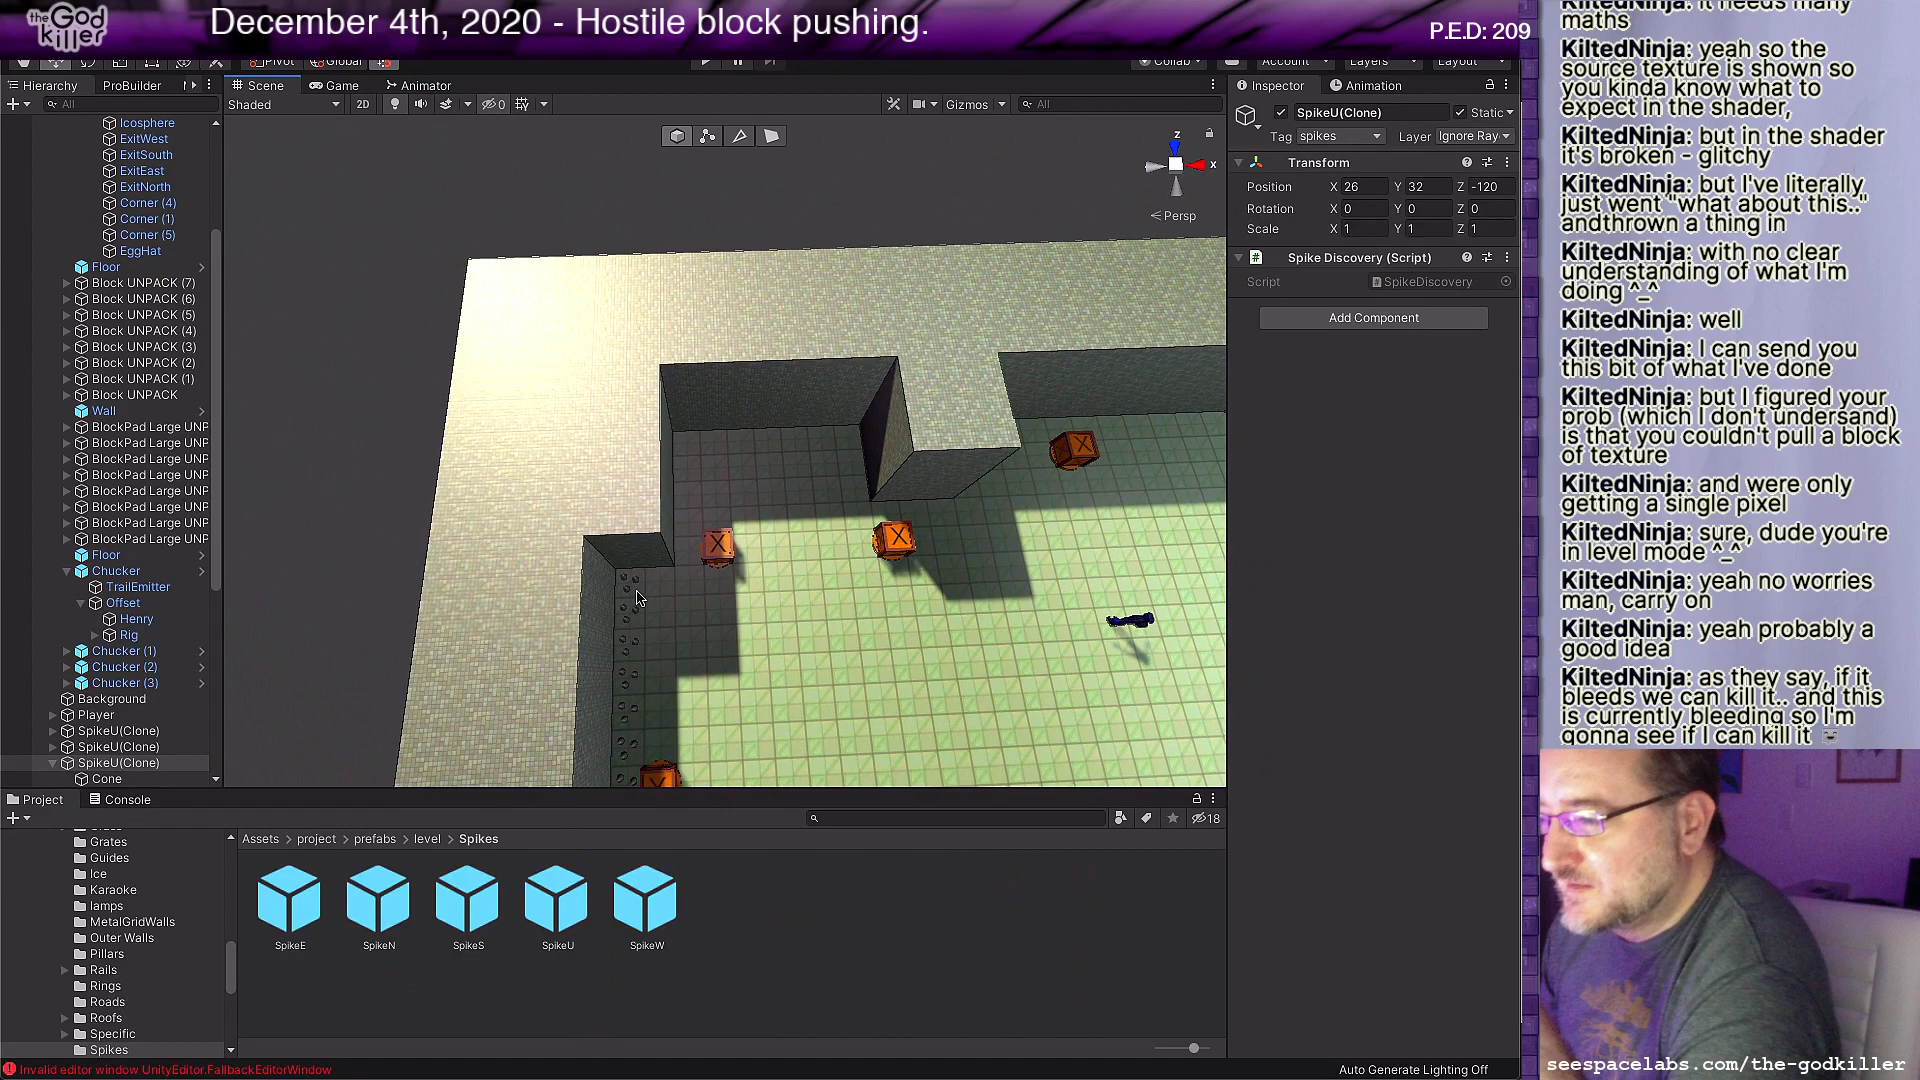 the God killer
December 4th, 2020 - Hostile block pushing.
P.E.D: 209
Pivot
Global
Collab
Account
Layers
Layout
Hierarchy
ProBuilder
All
Icosphere
ExitWest
ExitSouth
ExitEast
ExitNorth
Corner (4)
Corner (1)
Corner (5)
EggHat
Floor
Block UNPACK (7)
Block UNPACK (6)
Block UNPACK (5)
Block UNPACK (4)
Block UNPACK (3)
Block UNPACK (2)
Block UNPACK (1)
Block UNPACK
Wall
BlockPad Large UNP
BlockPad Large UNP
BlockPad Large UNP
BlockPad Large UNP
BlockPad Large UNP
BlockPad Large UNP
BlockPad Large UNP
BlockPad Large UNP
Floor
Chucker
TrailEmitter
Offset
Henry
Rig
Chucker (1)
Chucker (2)
Chucker (3)
Background
Player
SpikeU(Clone)
SpikeU(Clone)
SpikeU(Clone)
Cone
Scene
Game
Animator
Shaded
2D
0
Gizmos
All
z
x
Persp
Inspector
Animation
SpikeU(Clone)
Static
Tag spikes
Layer Ignore Ray
Transform
Position X 26 Y 32 Z -120
Rotation X 0 Y 0 Z 0
Scale X 1 Y 1 Z 1
Spike Discovery (Script)
Script SpikeDiscovery
Add Component
Project
Console
18
Grates
Guides
Ice
Karaoke
lamps
MetalGridWalls
Outer Walls
Pillars
Rails
Rings
Roads
Roofs
Specific
Spikes
Assets > project > prefabs > level > Spikes
SpikeE
SpikeN
SpikeS
SpikeU
SpikeW
Invalid editor window UnityEditor.FallbackEditorWindow
Auto Generate Lighting Off
KiltedNinja: it needs many
maths
KiltedNinja: yeah so the
source texture is shown so
you kinda know what to
expect in the shader,
KiltedNinja: but in the shader
it's broken - glitchy
KiltedNinja: but I've literally
just went "what about this.."
andthrown a thing in
KiltedNinja: with no clear
understanding of what I'm
doing ^_^
KiltedNinja: well
KiltedNinja: I can send you
this bit of what I've done
KiltedNinja: but I figured your
prob (which I don't undersand)
is that you couldn't pull a block
of texture
KiltedNinja: and were only
getting a single pixel
KiltedNinja: sure, dude you're
in level mode ^_^
KiltedNinja: yeah no worries
man, carry on
KiltedNinja: yeah probably a
good idea
KiltedNinja: as they say, if it
bleeds we can kill it.. and this
is currently bleeding so I'm
gonna see if I can kill it
seespacelabs.com/the-godkiller